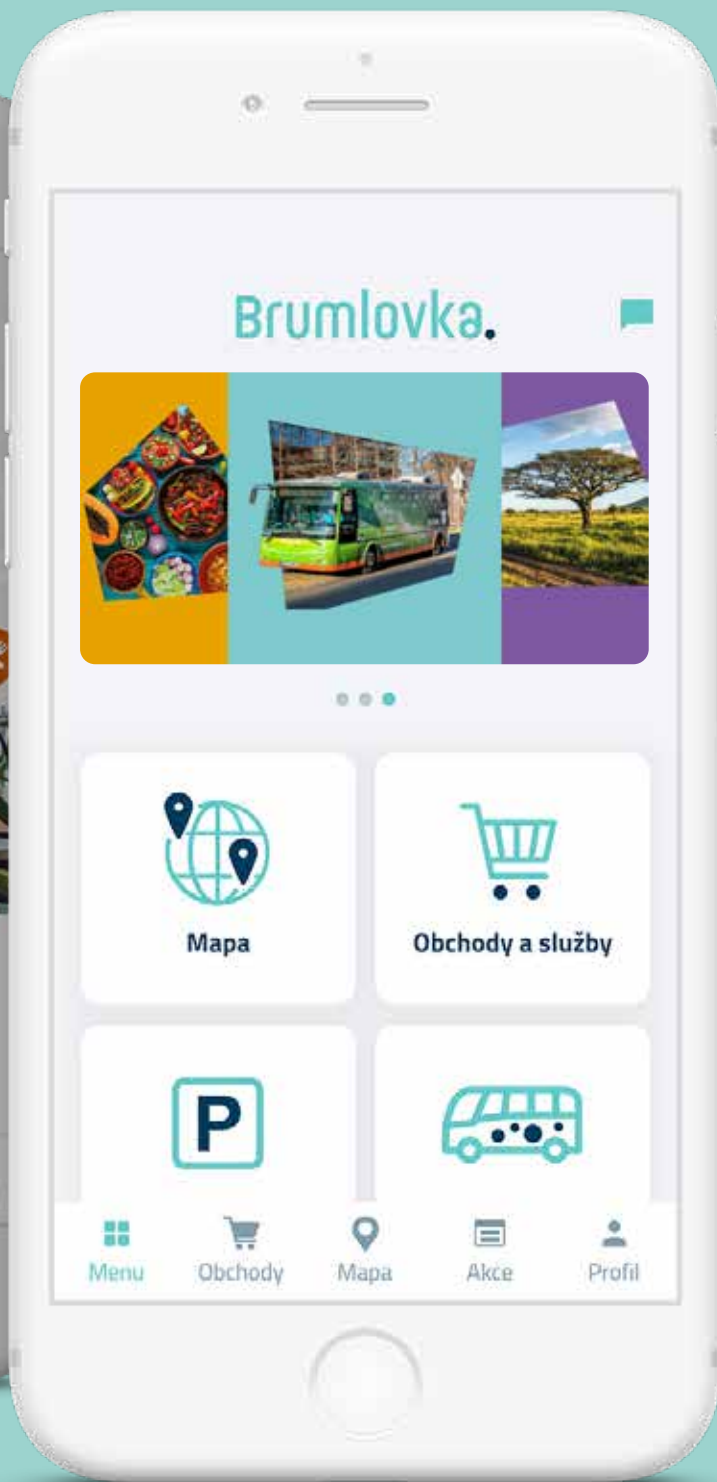 Brumlovka.
Mapa
Obchody a služby
P
Menu
Obchody
Mapa
Akce
Profil